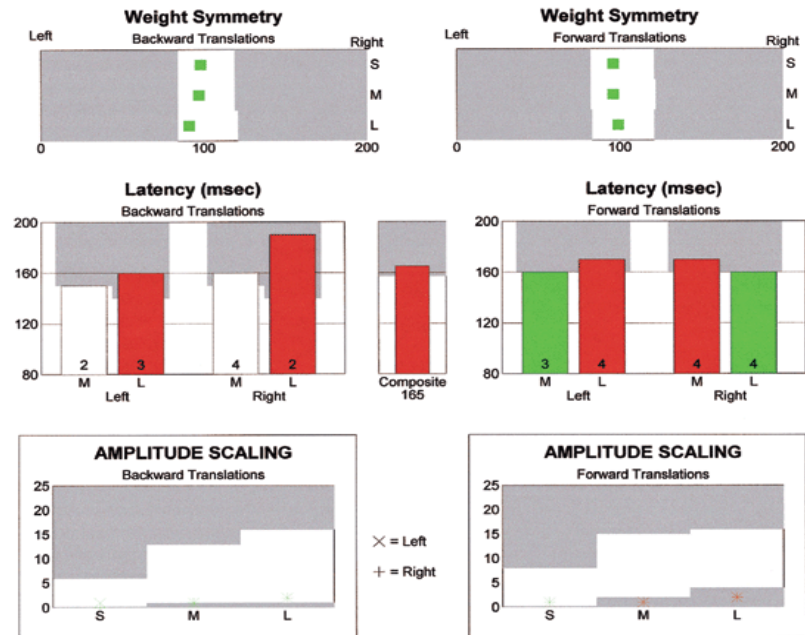 Weight Symmetry
Left Backward Translations Right
S
M
L
0 100 200
Weight Symmetry
Left Forward Translations Right
S
M
L
0 100 200
Latency (msec)
Backward Translations
200
160
120
80
2 3 4 2
M L M L
Left Right
Composite
165
Latency (msec)
Forward Translations
200
160
120
80
3 4 4 4
M L M L
Left Right
AMPLITUDE SCALING
Backward Translations
25
20
15
10
5
0
S M L
× = Left
+ = Right
AMPLITUDE SCALING
Forward Translations
25
20
15
10
5
0
S M L